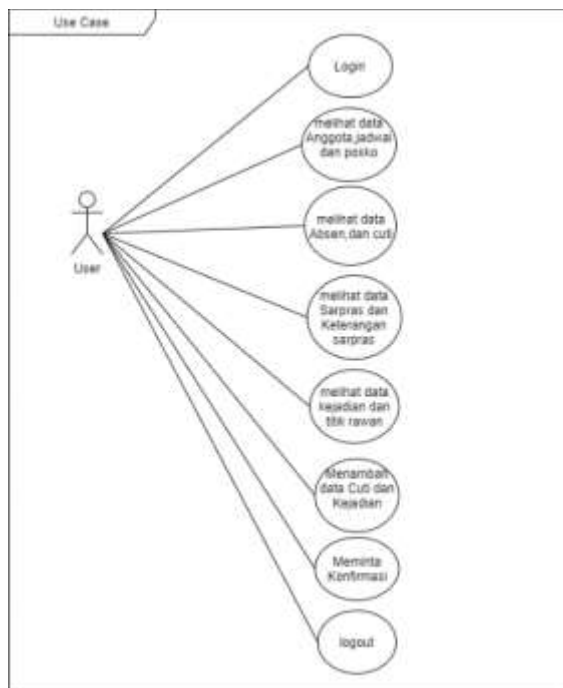 Use Case
Login
melihat data
Anggota,jadwal
dan posko
melihat data
Absen,dan cuti
User
melihat data
Sarpras dan
Keterangan
sarpras
melihat data
kejadian dan
titik rawan
Menambah
data Cuti dan
Kejadian
Meminta
Konfirmasi
logout